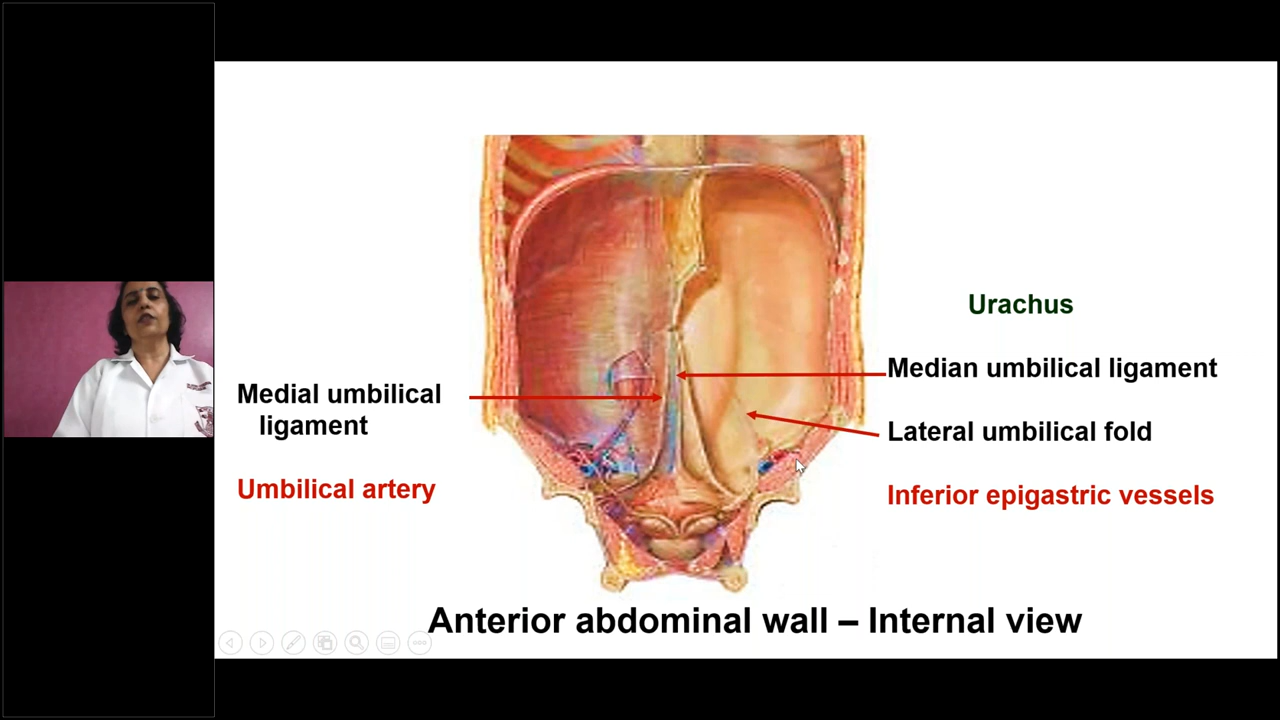 Urachus
Medial umbilical
ligament
Umbilical artery
Median umbilical ligament
Lateral umbilical fold
Inferior epigastric vessels
Anterior abdominal wall – Internal view